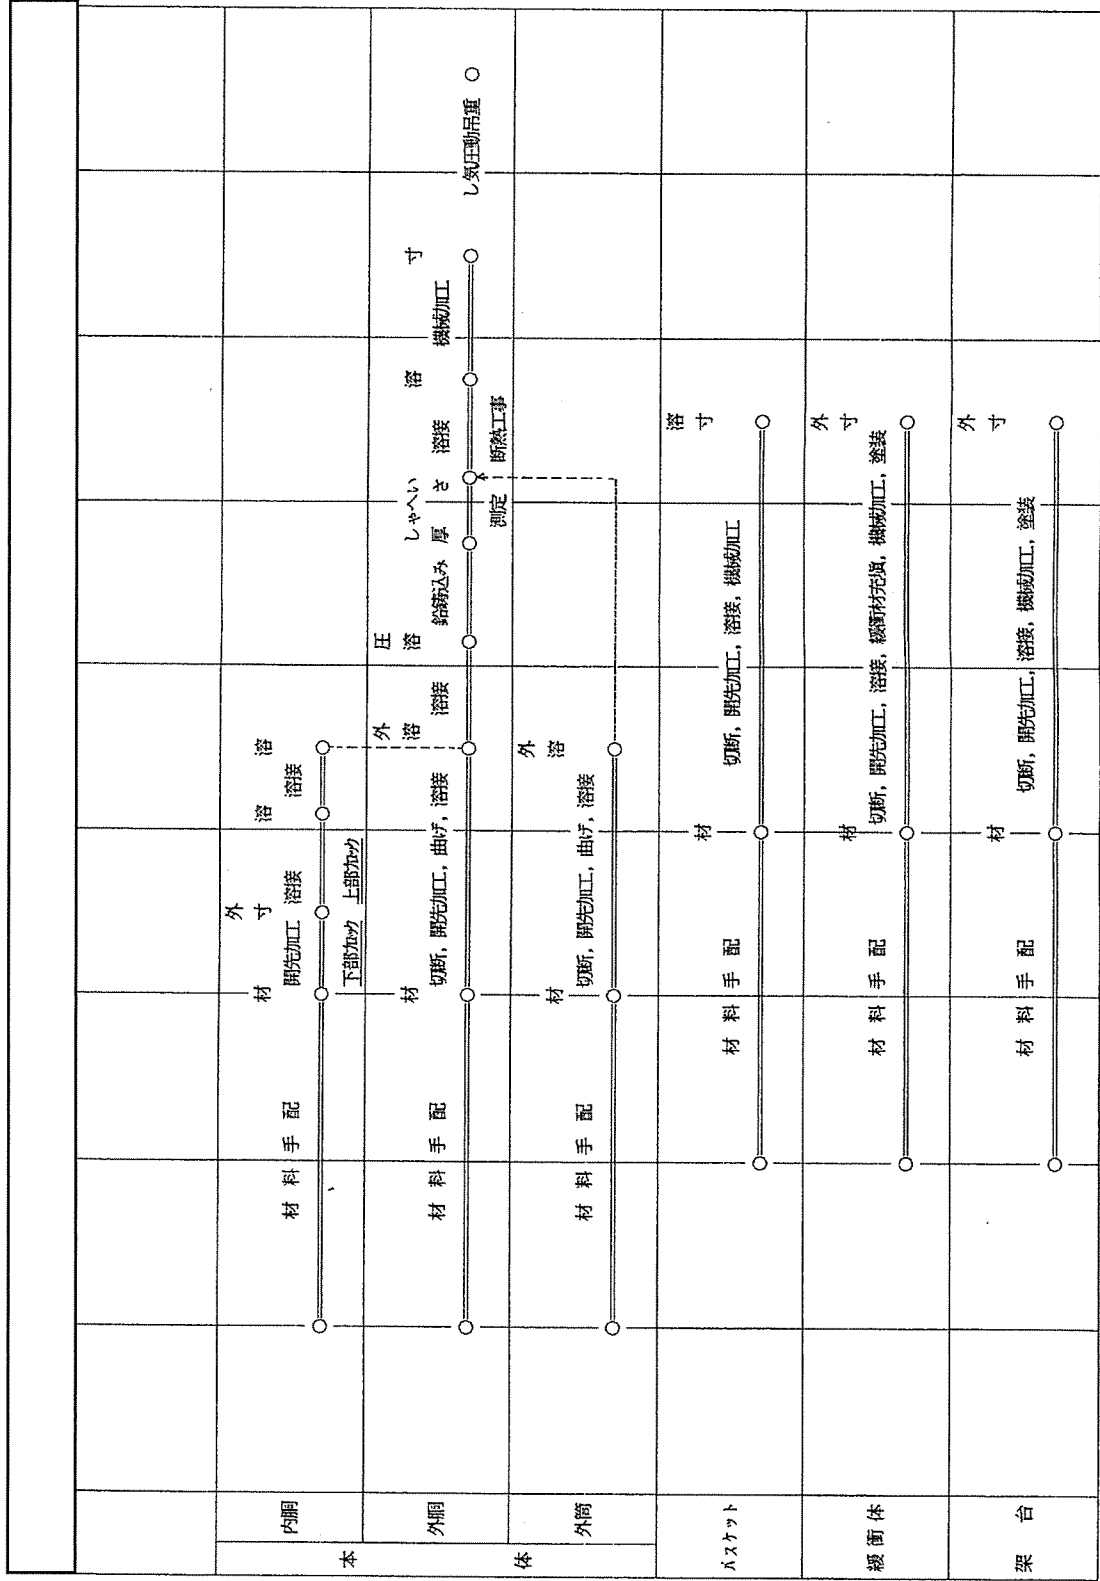 本体
内胴
材料手配
材
開先加工
外
寸
溶接
溶
溶接
溶
下部ブロック
上部ブロック
外胴
材料手配
材
切断，開先加工，曲げ，溶接
外
溶
溶接
圧
溶
鉛鋳込み
しゃへい
厚さ
測定
溶接
断熱工事
溶
機械加工
寸
し気圧動吊重
外筒
材料手配
材
切断，開先加工，曲げ，溶接
外
溶
バスケット
材料手配
材
切断，開先加工，溶接，機械加工
溶
寸
緩衝体
材料手配
材
切断，開先加工，溶接，緩衝材充填，機械加工，塗装
外
寸
架台
材料手配
材
切断，開先加工，溶接，機械加工，塗装
外
寸